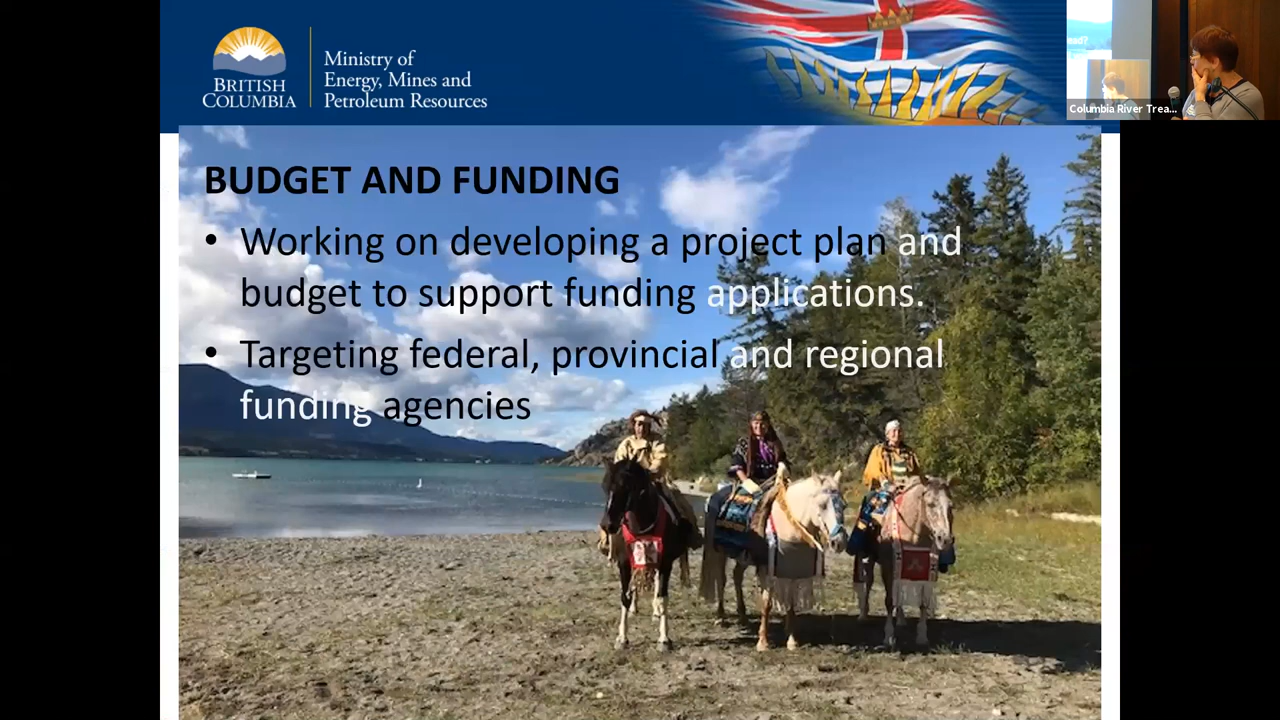 BRITISH
COLUMBIA
Ministry of
Energy, Mines and
Petroleum Resources
Columbia River Trea...
BUDGET AND FUNDING
• Working on developing a project plan and
budget to support funding applications.
• Targeting federal, provincial and regional
funding agencies